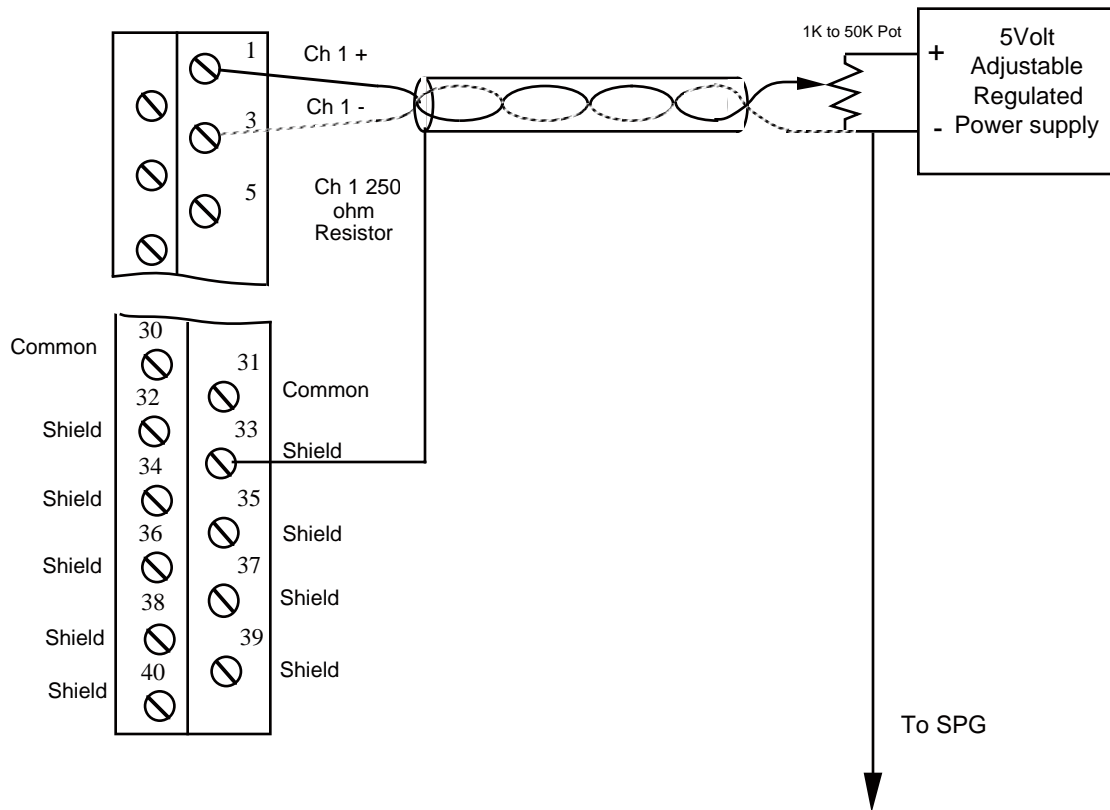 1K to 50K Pot
+
5Volt
Adjustable
Regulated
- Power supply
1
Ch 1 +
3
Ch 1 -
5
Ch 1 250
ohm
Resistor
30
Common
31
Common
32
Shield
33
Shield
34
Shield
35
Shield
36
Shield
37
Shield
38
Shield
39
Shield
40
Shield
To SPG